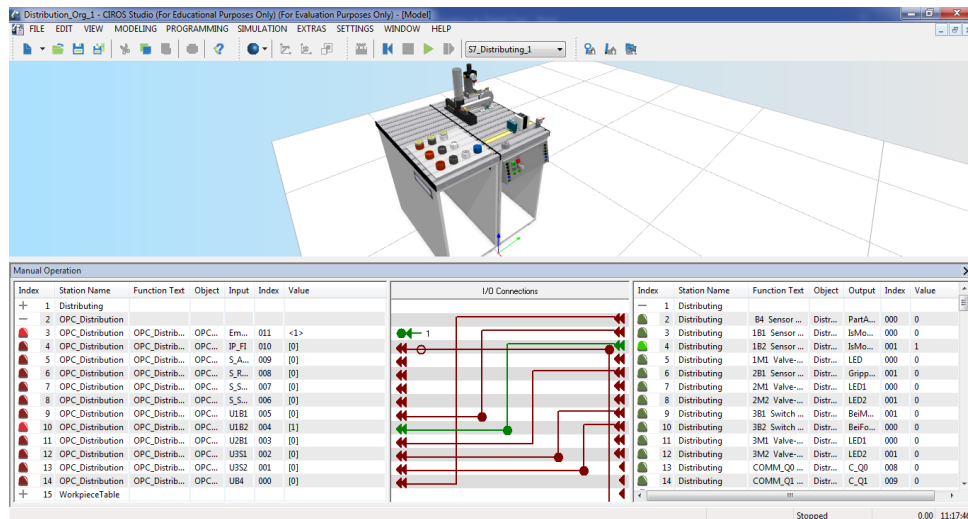 Distribution_Org_1 - CIROS Studio (For Educational Purposes Only) (For Evaluation Purposes Only) - [Model]
FILE EDIT VIEW MODELING PROGRAMMING SIMULATION EXTRAS SETTINGS WINDOW HELP
S7_Distributing_1
Manual Operation
Index Station Name Function Text Object Input Index Value
+ 1 Distributing
− 2 OPC_Distribution
3 OPC_Distribution OPC_Distrib... OPC... Em... 011 <1>
4 OPC_Distribution OPC_Distrib... OPC... IP_FI 010 [0]
5 OPC_Distribution OPC_Distrib... OPC... S_A... 009 [0]
6 OPC_Distribution OPC_Distrib... OPC... S_R... 008 [0]
7 OPC_Distribution OPC_Distrib... OPC... S_S... 007 [0]
8 OPC_Distribution OPC_Distrib... OPC... S_S... 006 [0]
9 OPC_Distribution OPC_Distrib... OPC... U1B1 005 [0]
10 OPC_Distribution OPC_Distrib... OPC... U1B2 004 [1]
11 OPC_Distribution OPC_Distrib... OPC... U2B1 003 [0]
12 OPC_Distribution OPC_Distrib... OPC... U3S1 002 [0]
13 OPC_Distribution OPC_Distrib... OPC... U3S2 001 [0]
14 OPC_Distribution OPC_Distrib... OPC... UB4 000 [0]
+ 15 WorkpieceTable
I/O Connections
1
Index Station Name Function Text Object Output Index Value
− 1 Distributing
2 Distributing B4 Sensor ... Distr... PartA... 000 0
3 Distributing 1B1 Sensor ... Distr... IsMo... 000 0
4 Distributing 1B2 Sensor ... Distr... IsMo... 001 1
5 Distributing 1M1 Valve-... Distr... LED 000 0
6 Distributing 2B1 Sensor ... Distr... Gripp... 000 0
7 Distributing 2M1 Valve-... Distr... LED1 000 0
8 Distributing 2M2 Valve-... Distr... LED2 001 0
9 Distributing 3B1 Switch ... Distr... BeiM... 000 0
10 Distributing 3B2 Switch ... Distr... BeiFo... 000 0
11 Distributing 3M1 Valve-... Distr... LED1 000 0
12 Distributing 3M2 Valve-... Distr... LED2 001 0
13 Distributing COMM_Q0 Distr... C_Q0 008 0
14 Distributing COMM_Q1 ... Distr... C_Q1 009 0
Stopped 0.00 11:17:46